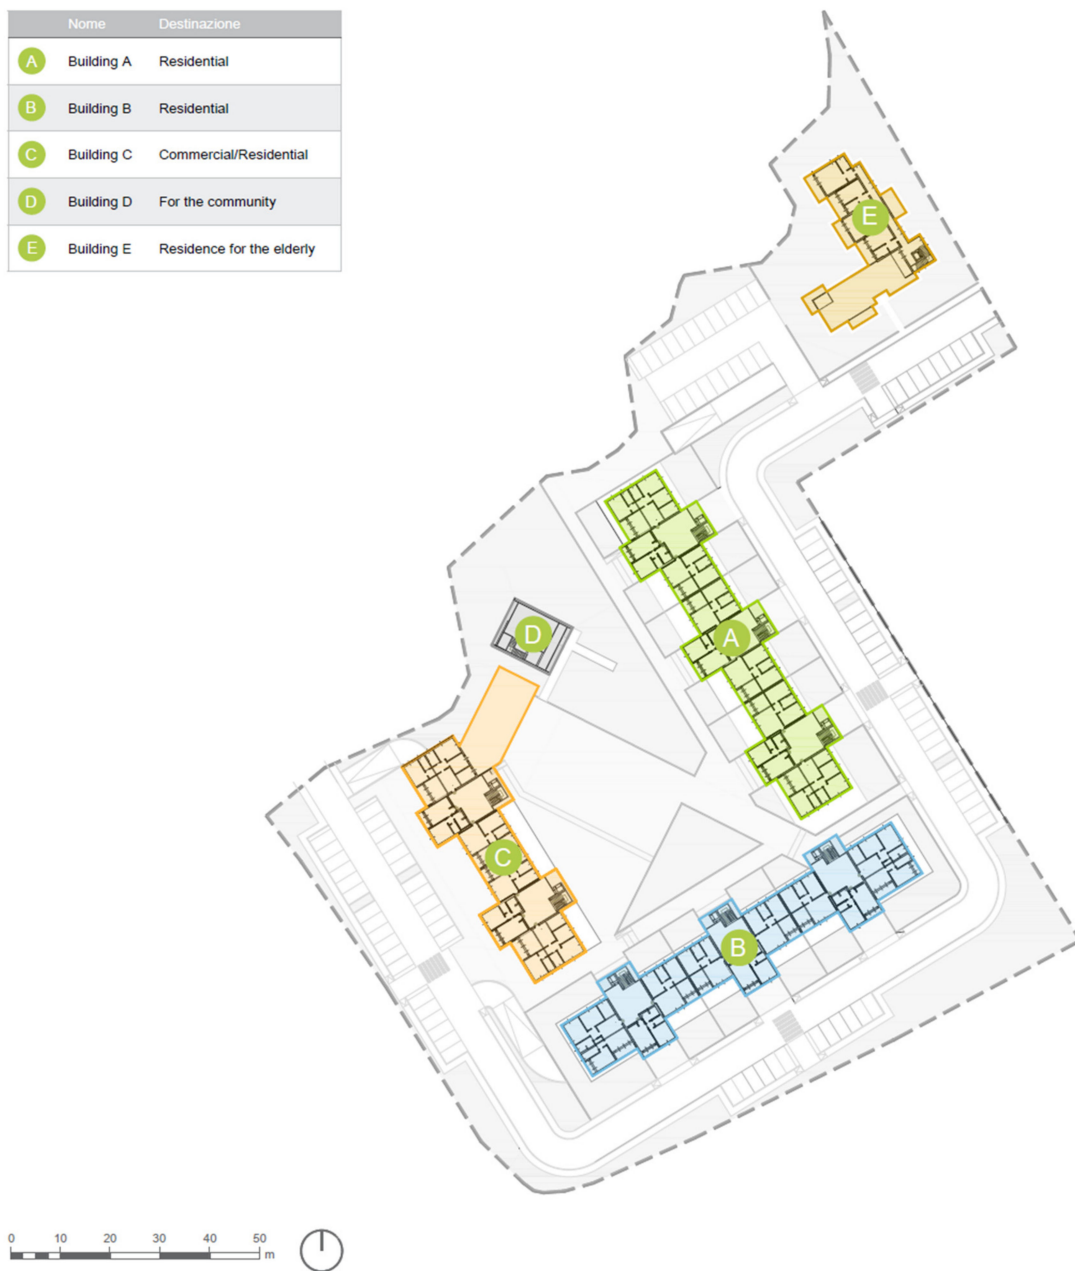 Nome Destinazione
A Building A Residential
B Building B Residential
C Building C Commercial/Residential
D Building D For the community
E Building E Residence for the elderly
E
D
A
C
B
0 10 20 30 40 50
m